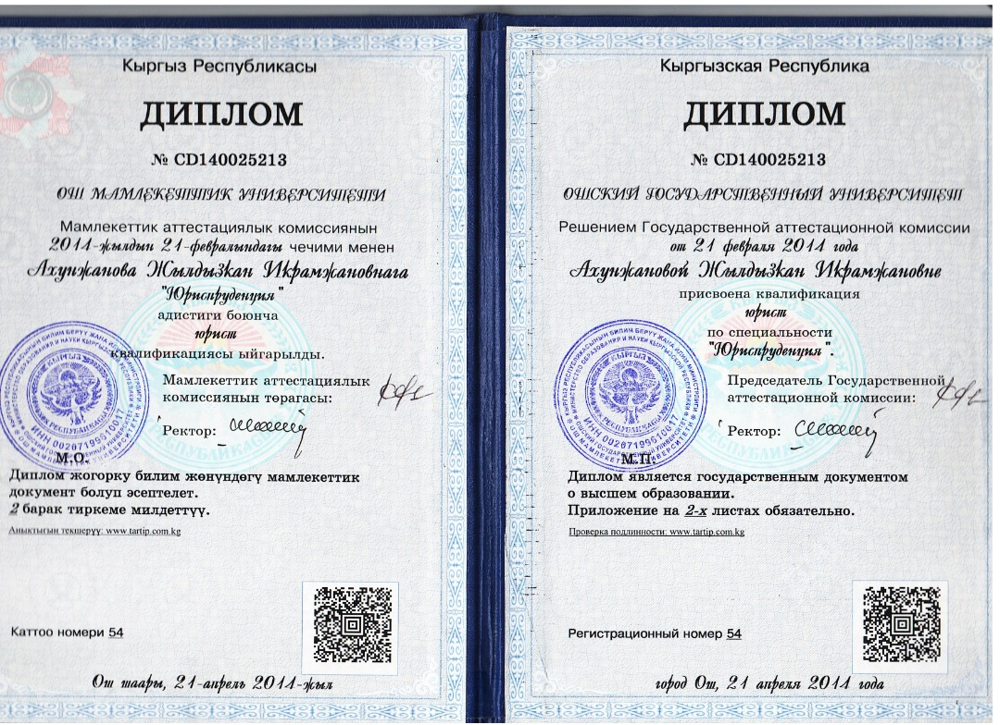 Кыргыз Республикасы
ДИПЛОМ
№ CD140025213
ОШ МАМЛЕКЕТТИК УНИВЕРСИТЕТИ
Мамлекеттик аттестациялык комиссиянын
2014-жылдын 21-февралындагы чечими менен
Ахунжанова Жылдызкан Икрамжановнага
"Юриспруденция"
адистиги боюнча
юрист
квалификациясы ыйгарылды.
Мамлекеттик аттестациялык
комиссиянын төрагасы:
Ректор:
М.О.
Диплом жогорку билим жөнүндөгү мамлекеттик
документ болуп эсептелет.
2 барак тиркеме милдеттүү.
Аныктыгын текшерүү: www.tartip.com.kg
Каттоо номери 54
Ош шаары, 21-апрель 2014-жыл
Кыргызская Республика
ДИПЛОМ
№ CD140025213
ОШСКИЙ ГОСУДАРСТВЕННЫЙ УНИВЕРСИТЕТ
Решением Государственной аттестационной комиссии
от 21 февраля 2014 года
Ахунжановой Жылдызкан Икрамжановне
присвоена квалификация
юрист
по специальности
"Юриспруденция".
Председатель Государственной
аттестационной комиссии:
Ректор:
М.П.
Диплом является государственным документом
о высшем образовании.
Приложение на 2-х листах обязательно.
Проверка подлинности: www.tartip.com.kg
Регистрационный номер 54
город Ош, 21 апреля 2014 года